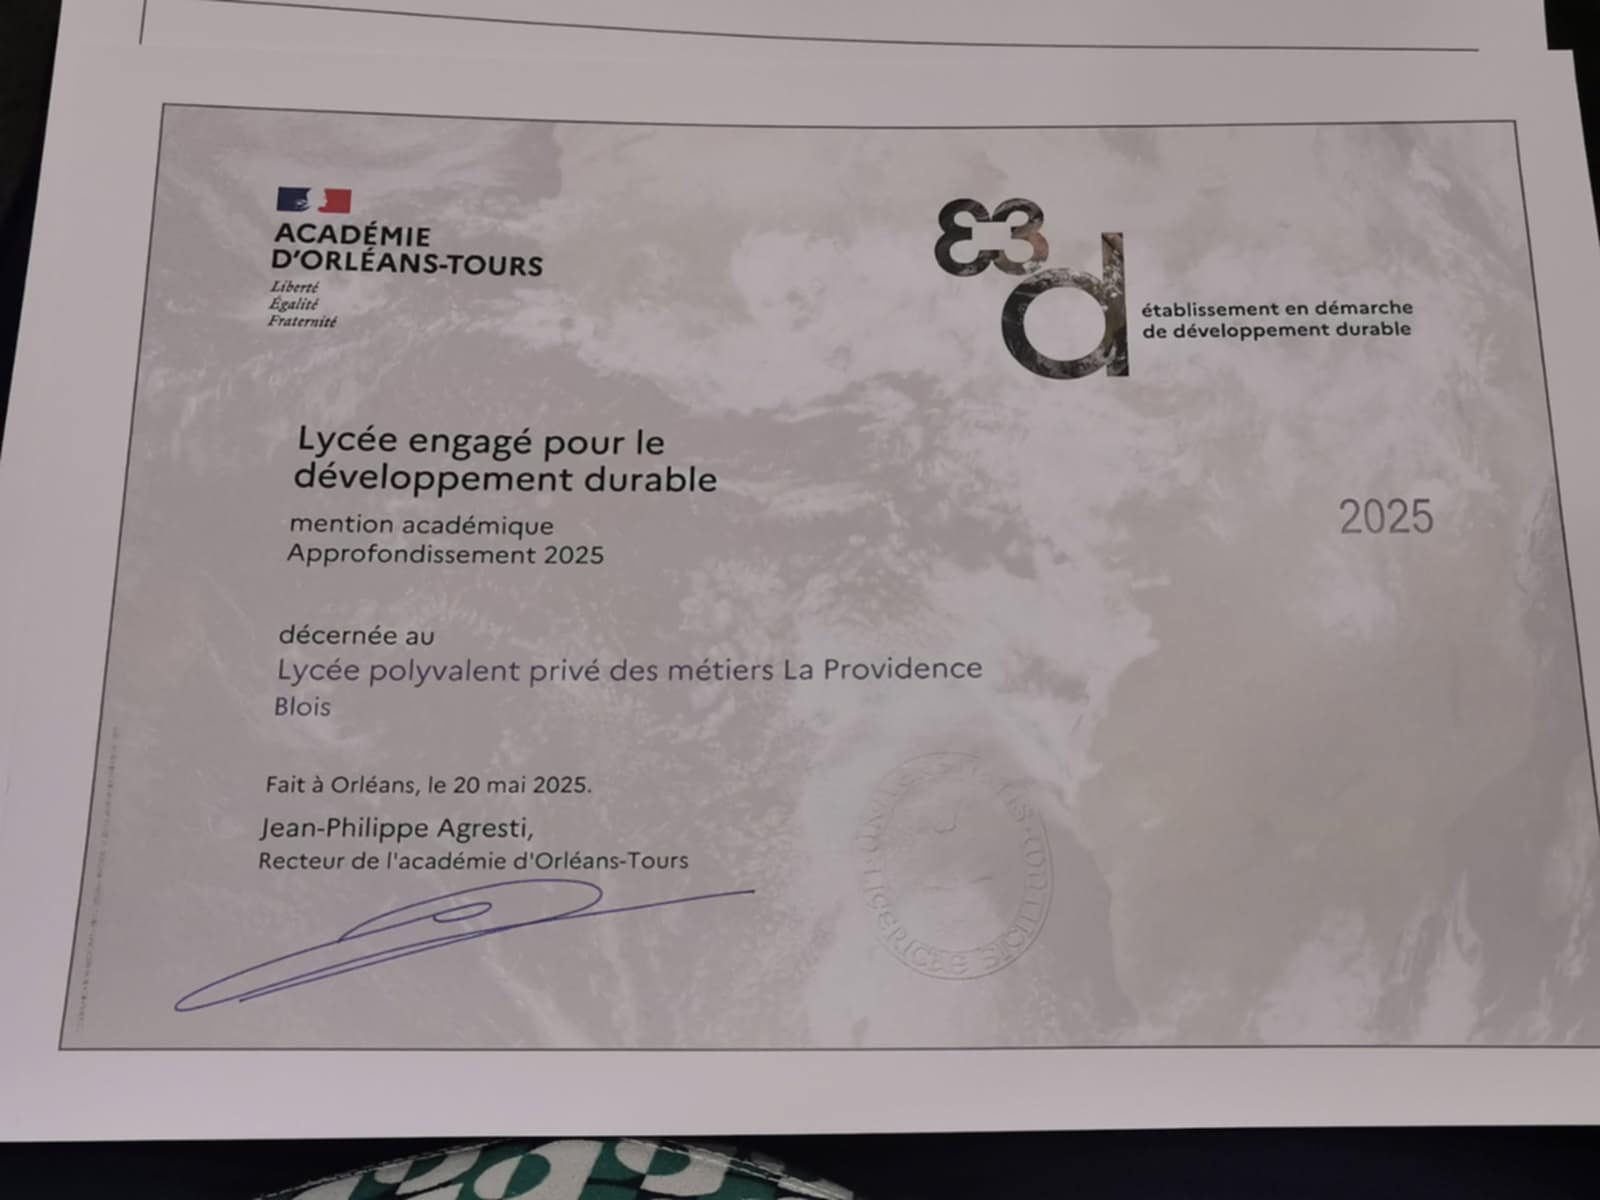 ACADÉMIE
D'ORLÉANS-TOURS
Liberté
Égalité
Fraternité
E3d
établissement en démarche
de développement durable
Lycée engagé pour le
développement durable
mention académique
Approfondissement 2025
2025
décernée au
Lycée polyvalent privé des métiers La Providence
Blois
Fait à Orléans, le 20 mai 2025.
Jean-Philippe Agresti,
Recteur de l'académie d'Orléans-Tours